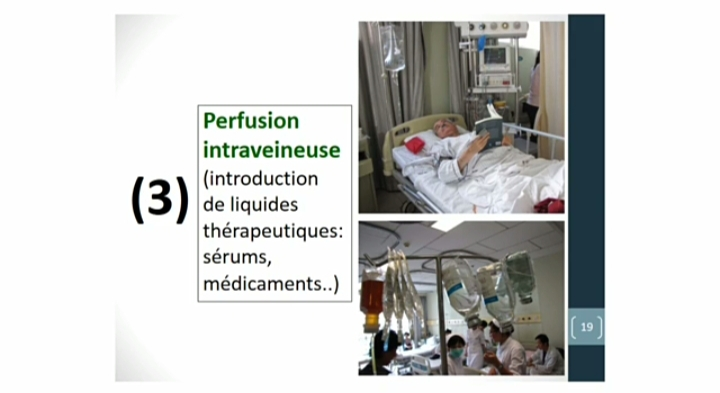 (3)
Perfusion
intraveineuse
(introduction
de liquides
thérapeutiques:
sérums,
médicaments..)
19